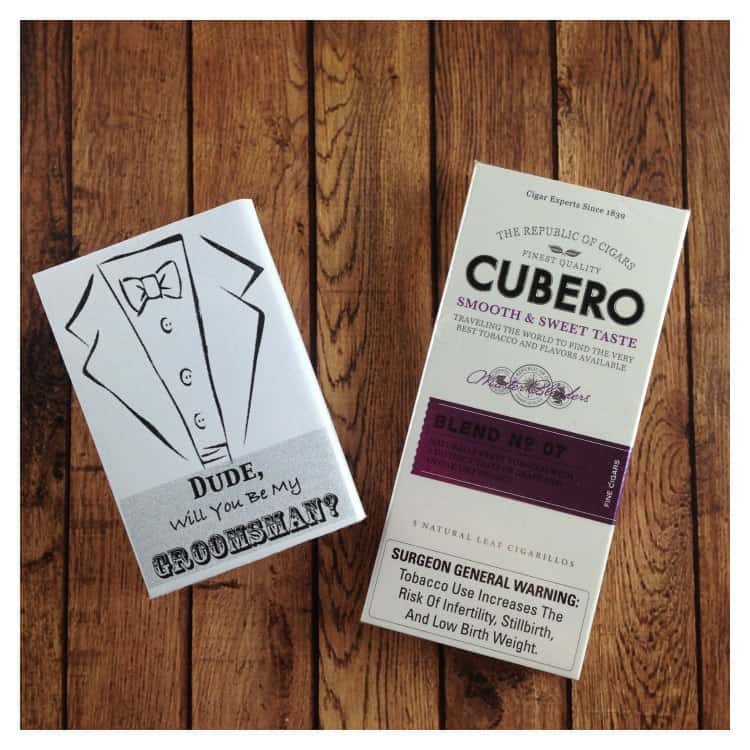 DUDE,
Will You Be My
GROOMSMAN?
Cigar Experts Since 1839
THE REPUBLIC OF CIGARS
FINEST QUALITY
CUBERO
SMOOTH & SWEET TASTE
TRAVELING THE WORLD TO FIND THE VERY
BEST TOBACCO AND FLAVORS AVAILABLE
Master Blenders
BLEND Nº 07
FINE CIGARS
5 NATURAL LEAF CIGARILLOS
SURGEON GENERAL WARNING:
Tobacco Use Increases The
Risk Of Infertility, Stillbirth,
And Low Birth Weight.